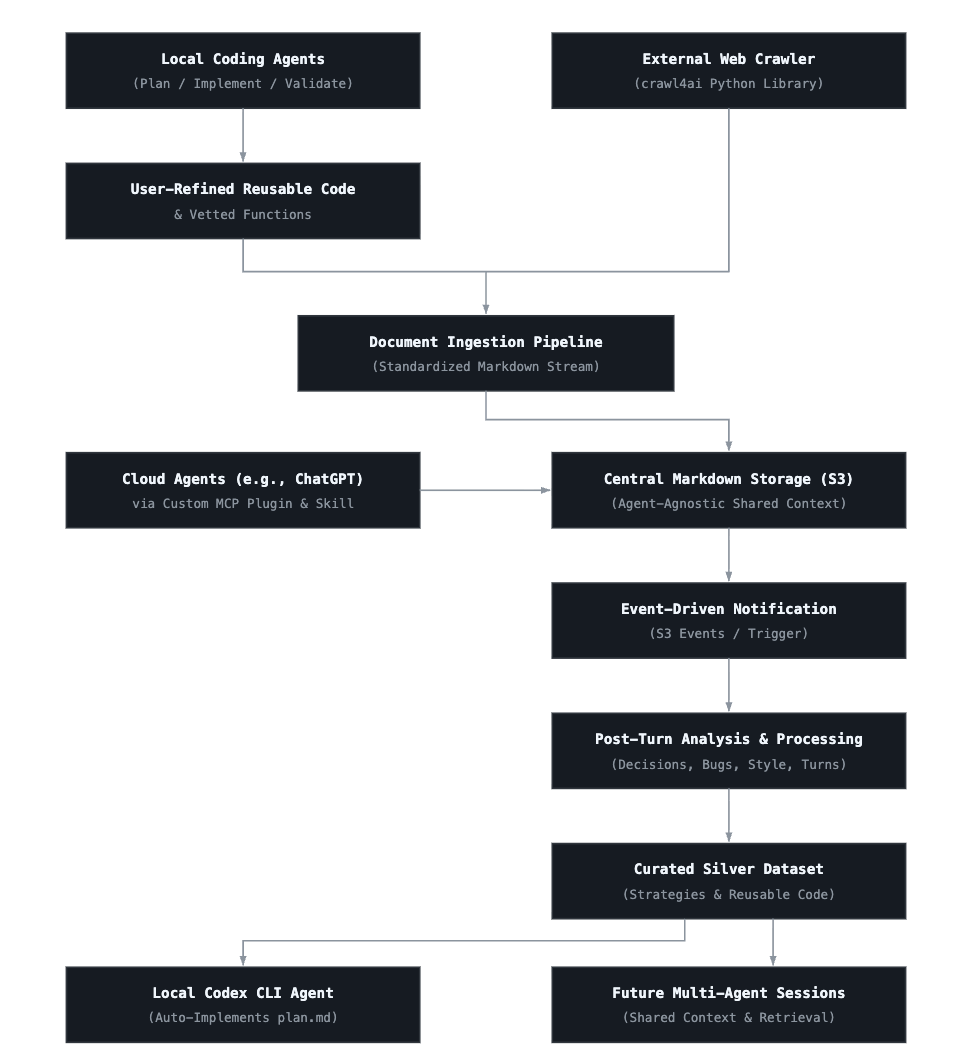 Local Coding Agents
(Plan / Implement / Validate)
External Web Crawler
(crawl4ai Python Library)
User-Refined Reusable Code
& Vetted Functions
Document Ingestion Pipeline
(Standardized Markdown Stream)
Cloud Agents (e.g., ChatGPT)
via Custom MCP Plugin & Skill
Central Markdown Storage (S3)
(Agent-Agnostic Shared Context)
Event-Driven Notification
(S3 Events / Trigger)
Post-Turn Analysis & Processing
(Decisions, Bugs, Style, Turns)
Curated Silver Dataset
(Strategies & Reusable Code)
Local Codex CLI Agent
(Auto-Implements plan.md)
Future Multi-Agent Sessions
(Shared Context & Retrieval)